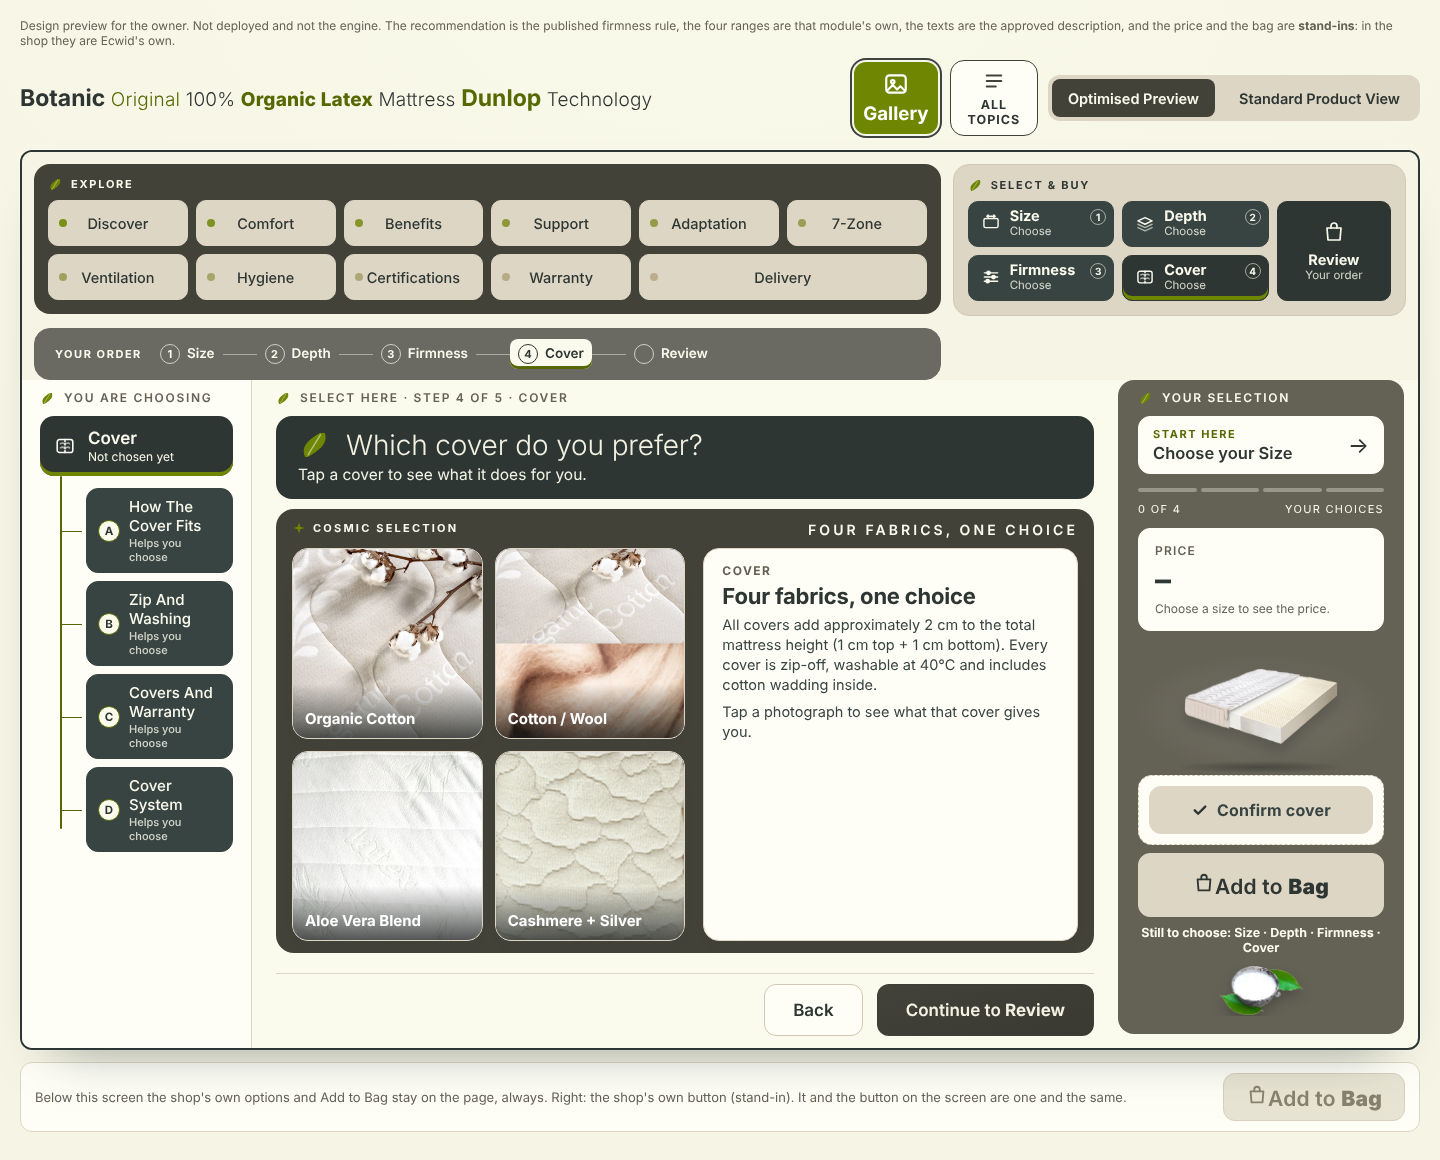 Design preview for the owner. Not deployed and not the engine. The recommendation is the published firmness rule, the four ranges are that module's own, the texts are the approved description, and the price and the bag are stand-ins: in the
shop they are Ecwid's own.
Botanic Original 100% Organic Latex Mattress Dunlop Technology
Gallery
ALL
TOPICS
Optimised Preview
Standard Product View
EXPLORE
Discover
Comfort
Benefits
Support
Adaptation
7-Zone
Ventilation
Hygiene
Certifications
Warranty
Delivery
SELECT & BUY
Size
Choose
1
Depth
Choose
2
Firmness
Choose
3
Cover
Choose
4
Review
Your order
YOUR ORDER
1 Size
2 Depth
3 Firmness
4 Cover
Review
YOU ARE CHOOSING
Cover
Not chosen yet
A
How The
Cover Fits
Helps you
choose
B
Zip And
Washing
Helps you
choose
C
Covers And
Warranty
Helps you
choose
D
Cover
System
Helps you
choose
SELECT HERE · STEP 4 OF 5 · COVER
Which cover do you prefer?
Tap a cover to see what it does for you.
COSMIC SELECTION
FOUR FABRICS, ONE CHOICE
Organic Cotton
Cotton / Wool
Aloe Vera Blend
Cashmere + Silver
COVER
Four fabrics, one choice
All covers add approximately 2 cm to the total
mattress height (1 cm top + 1 cm bottom). Every
cover is zip-off, washable at 40°C and includes
cotton wadding inside.
Tap a photograph to see what that cover gives
you.
Back
Continue to Review
YOUR SELECTION
START HERE
Choose your Size
0 OF 4
YOUR CHOICES
PRICE
–
Choose a size to see the price.
Confirm cover
Add to Bag
Still to choose: Size · Depth · Firmness ·
Cover
Below this screen the shop's own options and Add to Bag stay on the page, always. Right: the shop's own button (stand-in). It and the button on the screen are one and the same.
Add to Bag